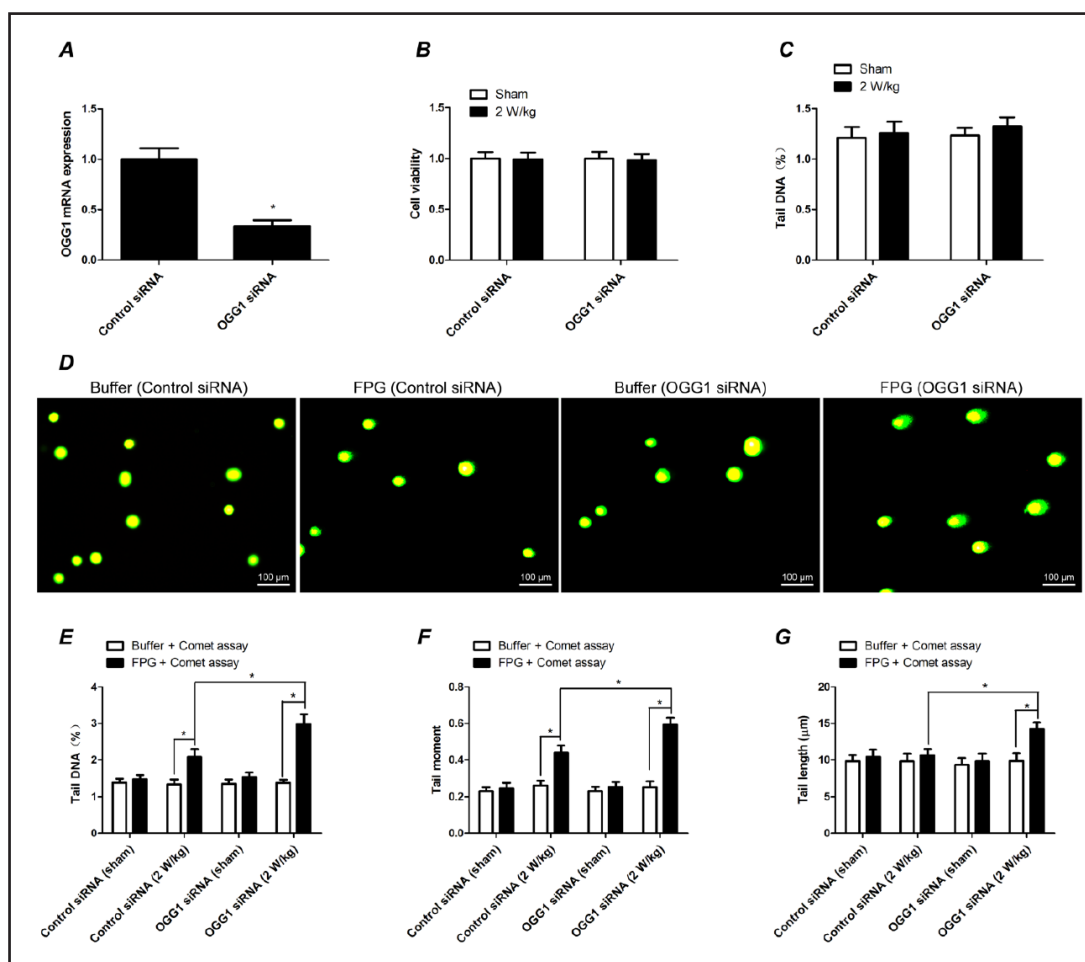 A
OGG1 mRNA expression
1.5
1.0
0.5
0.0
*
Control siRNA
OGG1 siRNA
B
Sham
2 W/kg
Cell viability
1.5
1.0
0.5
0.0
Control siRNA
OGG1 siRNA
C
Sham
2 W/kg
Tail DNA (%)
1.5
1.0
0.5
0.0
Control siRNA
OGG1 siRNA
D
Buffer (Control siRNA)
FPG (Control siRNA)
Buffer (OGG1 siRNA)
FPG (OGG1 siRNA)
100 μm
100 μm
100 μm
100 μm
E
Buffer + Comet assay
FPG + Comet assay
Tail DNA (%)
4
3
2
1
0
*
*
*
Control siRNA (sham)
Control siRNA (2 W/kg)
OGG1 siRNA (sham)
OGG1 siRNA (2 W/kg)
F
Buffer + Comet assay
FPG + Comet assay
Tail moment
0.8
0.6
0.4
0.2
0.0
*
*
*
Control siRNA (sham)
Control siRNA (2 W/kg)
OGG1 siRNA (sham)
OGG1 siRNA (2 W/kg)
G
Buffer + Comet assay
FPG + Comet assay
Tail length (μm)
20
15
10
5
0
*
*
Control siRNA (sham)
Control siRNA (2 W/kg)
OGG1 siRNA (sham)
OGG1 siRNA (2 W/kg)